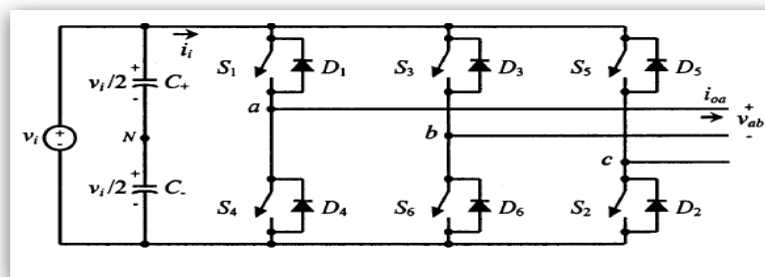 i_i
S_1
D_1
S_3
D_3
S_5
D_5
+
v_i/2
C_+
-
a
i_oa
+
v_ab
-
v_i
+
-
N
b
c
+
v_i/2
C_-
-
S_4
D_4
S_6
D_6
S_2
D_2